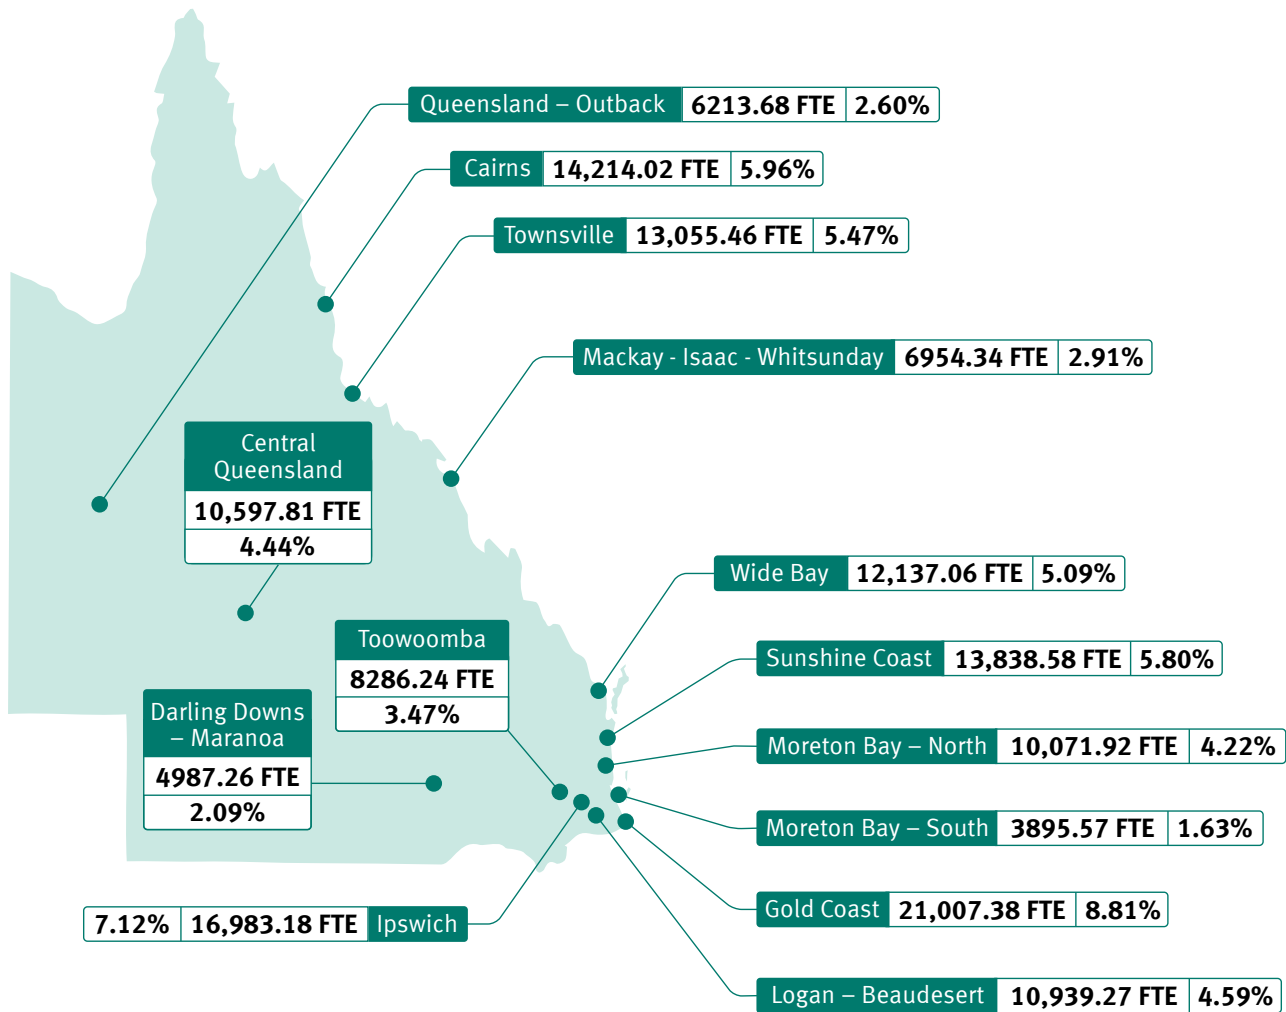 Queensland – Outback 6213.68 FTE 2.60%
Cairns 14,214.02 FTE 5.96%
Townsville 13,055.46 FTE 5.47%
Mackay - Isaac - Whitsunday 6954.34 FTE 2.91%
Central
Queensland
10,597.81 FTE
4.44%
Wide Bay 12,137.06 FTE 5.09%
Toowoomba
8286.24 FTE
3.47%
Sunshine Coast 13,838.58 FTE 5.80%
Darling Downs
– Maranoa
4987.26 FTE
2.09%
Moreton Bay – North 10,071.92 FTE 4.22%
Moreton Bay – South 3895.57 FTE 1.63%
Gold Coast 21,007.38 FTE 8.81%
7.12% 16,983.18 FTE Ipswich
Logan – Beaudesert 10,939.27 FTE 4.59%